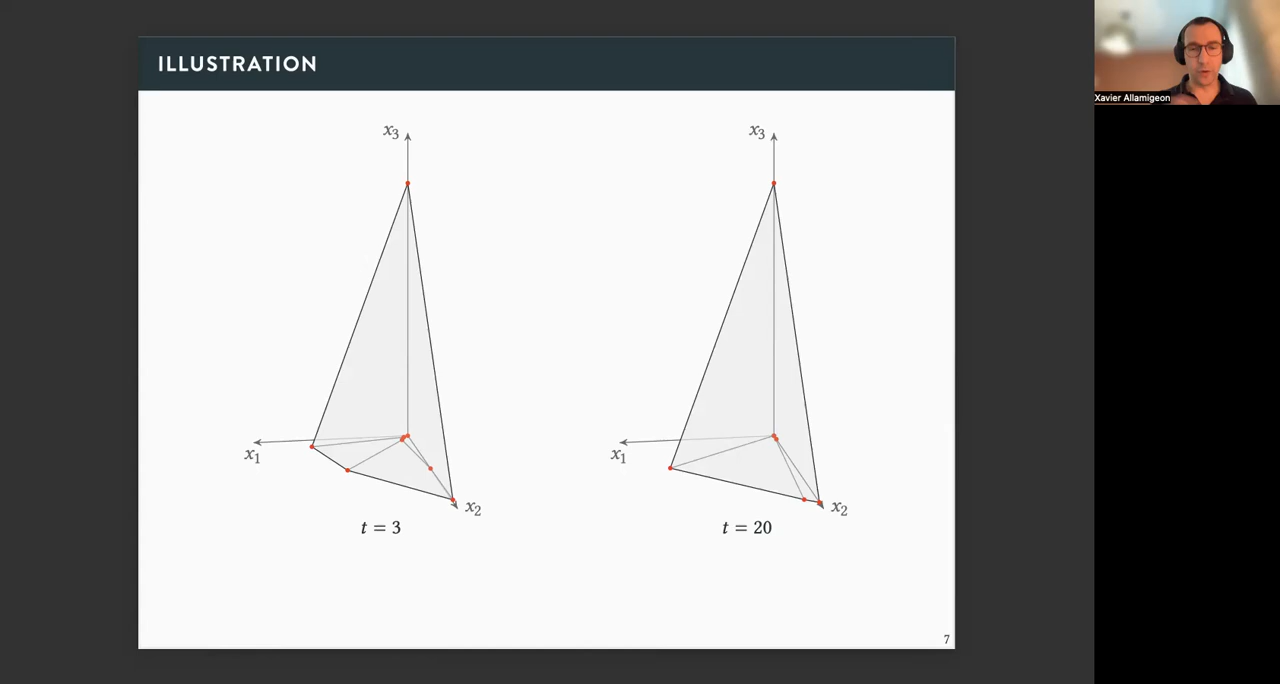 ILLUSTRATION
x₃
x₁
x₂
t = 3
x₃
x₁
x₂
t = 20
7
Xavier Allamigeon